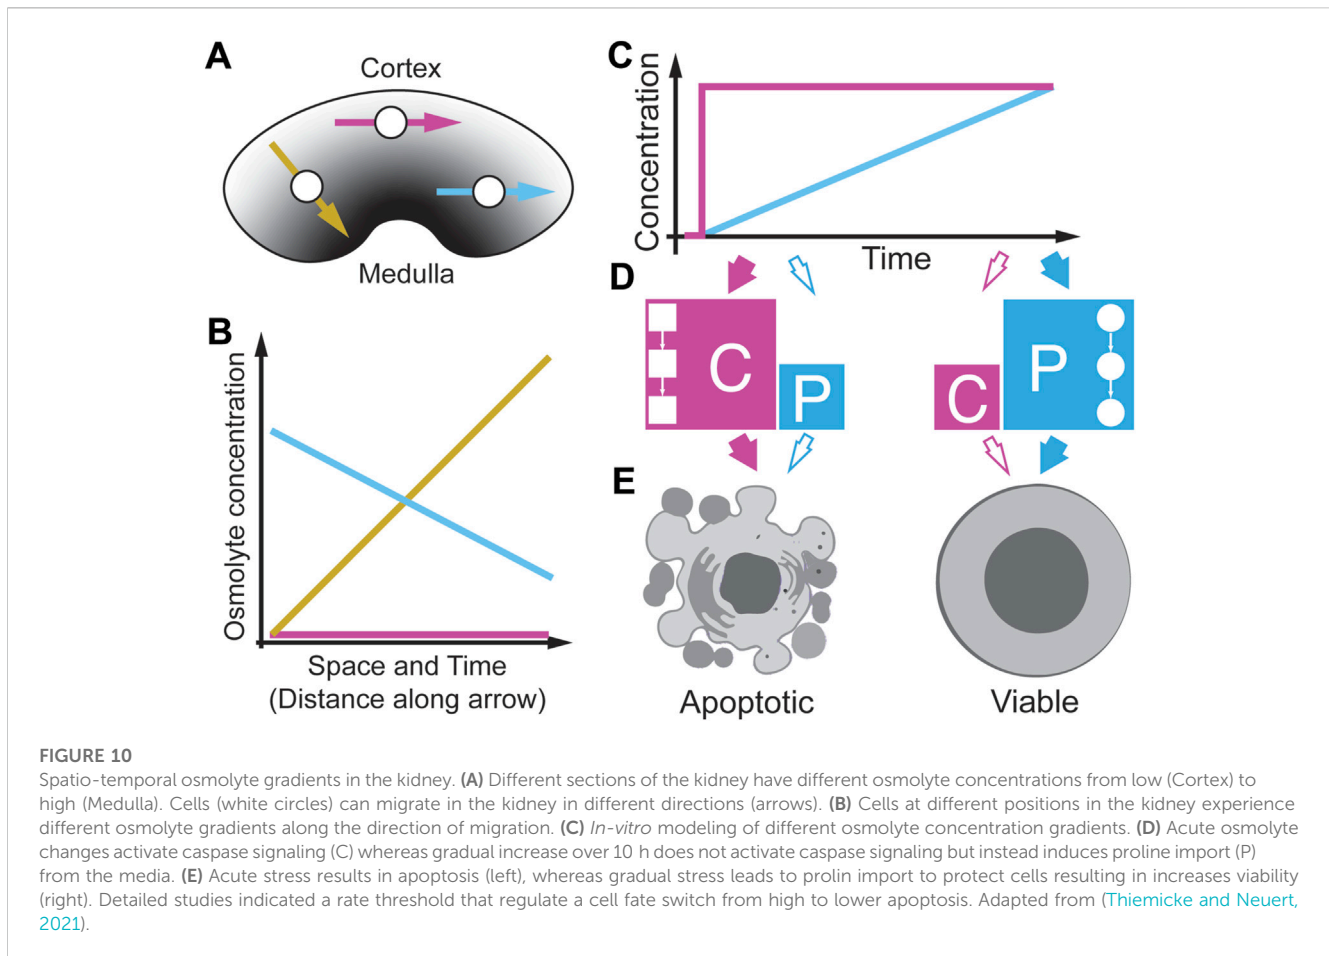 A
Cortex
Medulla
B
Osmolyte concentration
Space and Time
(Distance along arrow)
C
Concentration
Time
D
C
P
C
P
E
Apoptotic
Viable
FIGURE 10
Spatio-temporal osmolyte gradients in the kidney. (A) Different sections of the kidney have different osmolyte concentrations from low (Cortex) to
high (Medulla). Cells (white circles) can migrate in the kidney in different directions (arrows). (B) Cells at different positions in the kidney experience
different osmolyte gradients along the direction of migration. (C) In-vitro modeling of different osmolyte concentration gradients. (D) Acute osmolyte
changes activate caspase signaling (C) whereas gradual increase over 10 h does not activate caspase signaling but instead induces proline import (P)
from the media. (E) Acute stress results in apoptosis (left), whereas gradual stress leads to prolin import to protect cells resulting in increases viability
(right). Detailed studies indicated a rate threshold that regulate a cell fate switch from high to lower apoptosis. Adapted from (Thiemicke and Neuert,
2021).